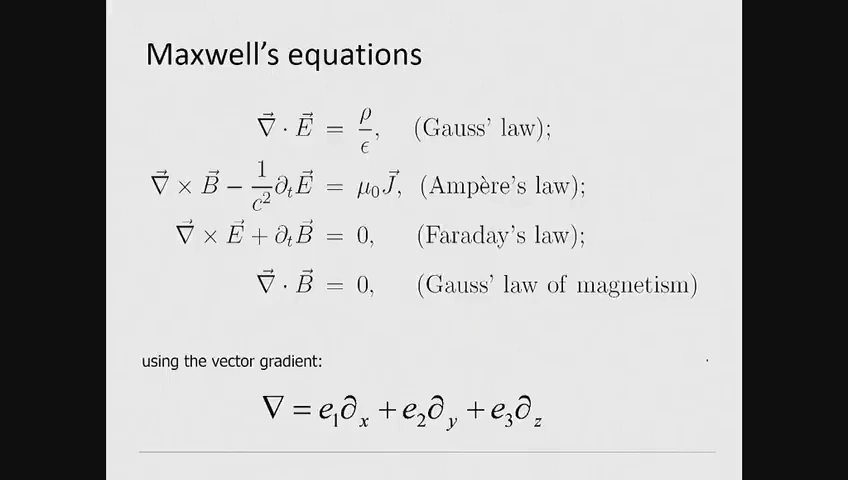 Maxwell's equations
∇⃗ · E⃗ = ρ/ϵ, (Gauss' law);
∇⃗ × B⃗ − 1/c² ∂ₜE⃗ = μ₀J⃗, (Ampère's law);
∇⃗ × E⃗ + ∂ₜB⃗ = 0, (Faraday's law);
∇⃗ · B⃗ = 0, (Gauss' law of magnetism)
using the vector gradient:
∇ = e₁∂ₓ + e₂∂_y + e₃∂_z